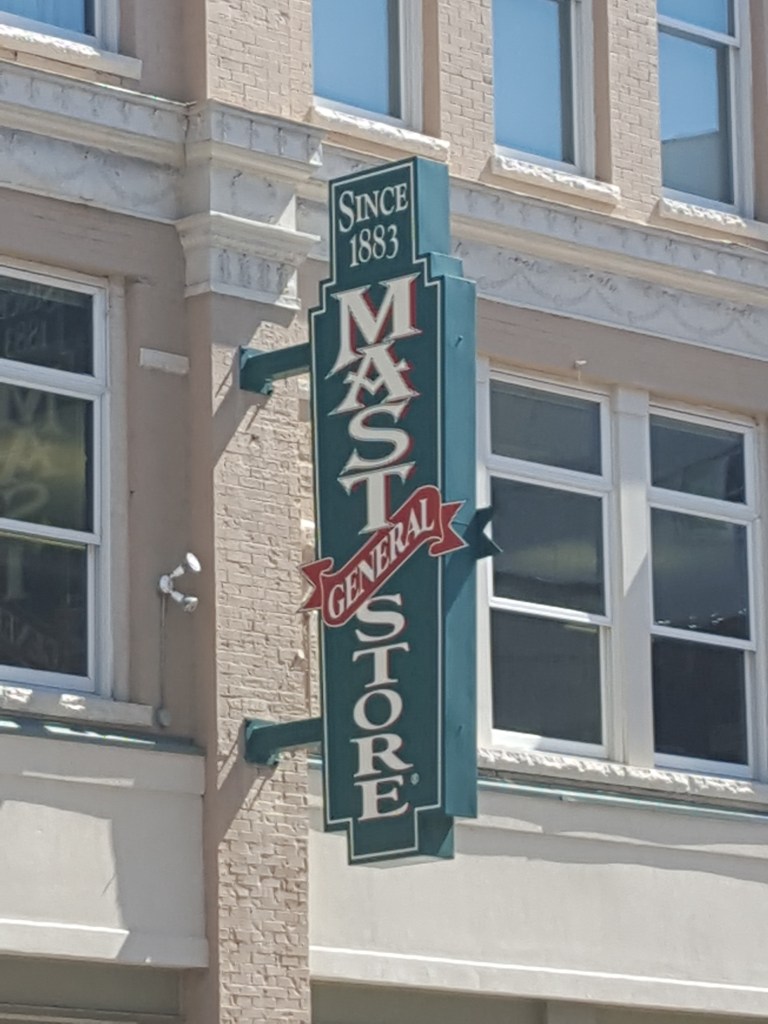 SINCE
1883
MAST
GENERAL
STORE®